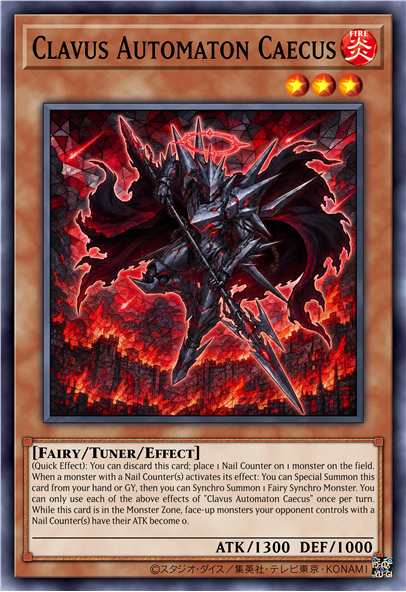 CLAVUS AUTOMATON CAECUS
FIRE
炎
[FAIRY/TUNER/EFFECT]
(Quick Effect): You can discard this card; place 1 Nail Counter on 1 monster on the field.
When a monster with a Nail Counter(s) activates its effect: You can Special Summon this
card from your hand or GY, then you can Synchro Summon 1 Fairy Synchro Monster. You
can only use each of the above effects of "Clavus Automaton Caecus" once per turn.
While this card is in the Monster Zone, face-up monsters your opponent controls with a
Nail Counter(s) have their ATK become 0.
ATK/1300 DEF/1000
©スタジオ・ダイス／集英社・テレビ東京・KONAMI